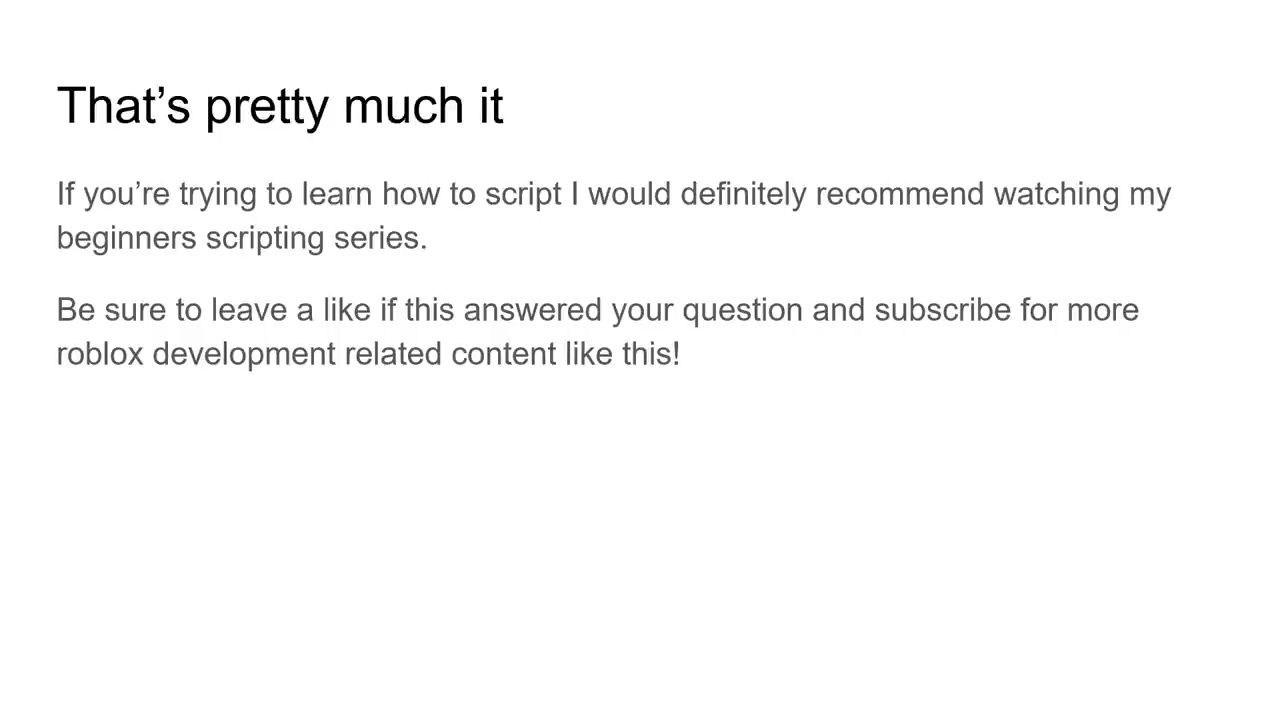 That’s pretty much it
If you’re trying to learn how to script I would definitely recommend watching my
beginners scripting series.
Be sure to leave a like if this answered your question and subscribe for more
roblox development related content like this!